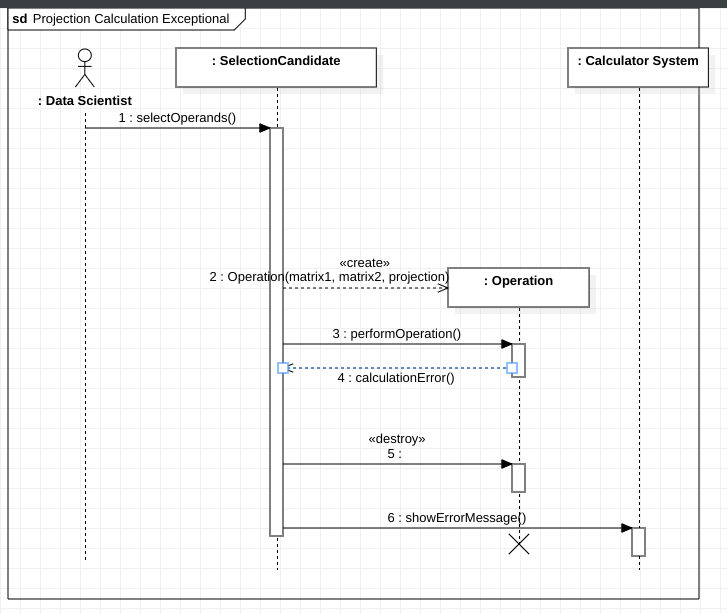 sd Projection Calculation Exceptional
: SelectionCandidate
: Calculator System
: Data Scientist
1 : selectOperands()
«create»
2 : Operation(matrix1, matrix2, projection)
: Operation
3 : performOperation()
4 : calculationError()
«destroy»
5 :
6 : showErrorMessage()